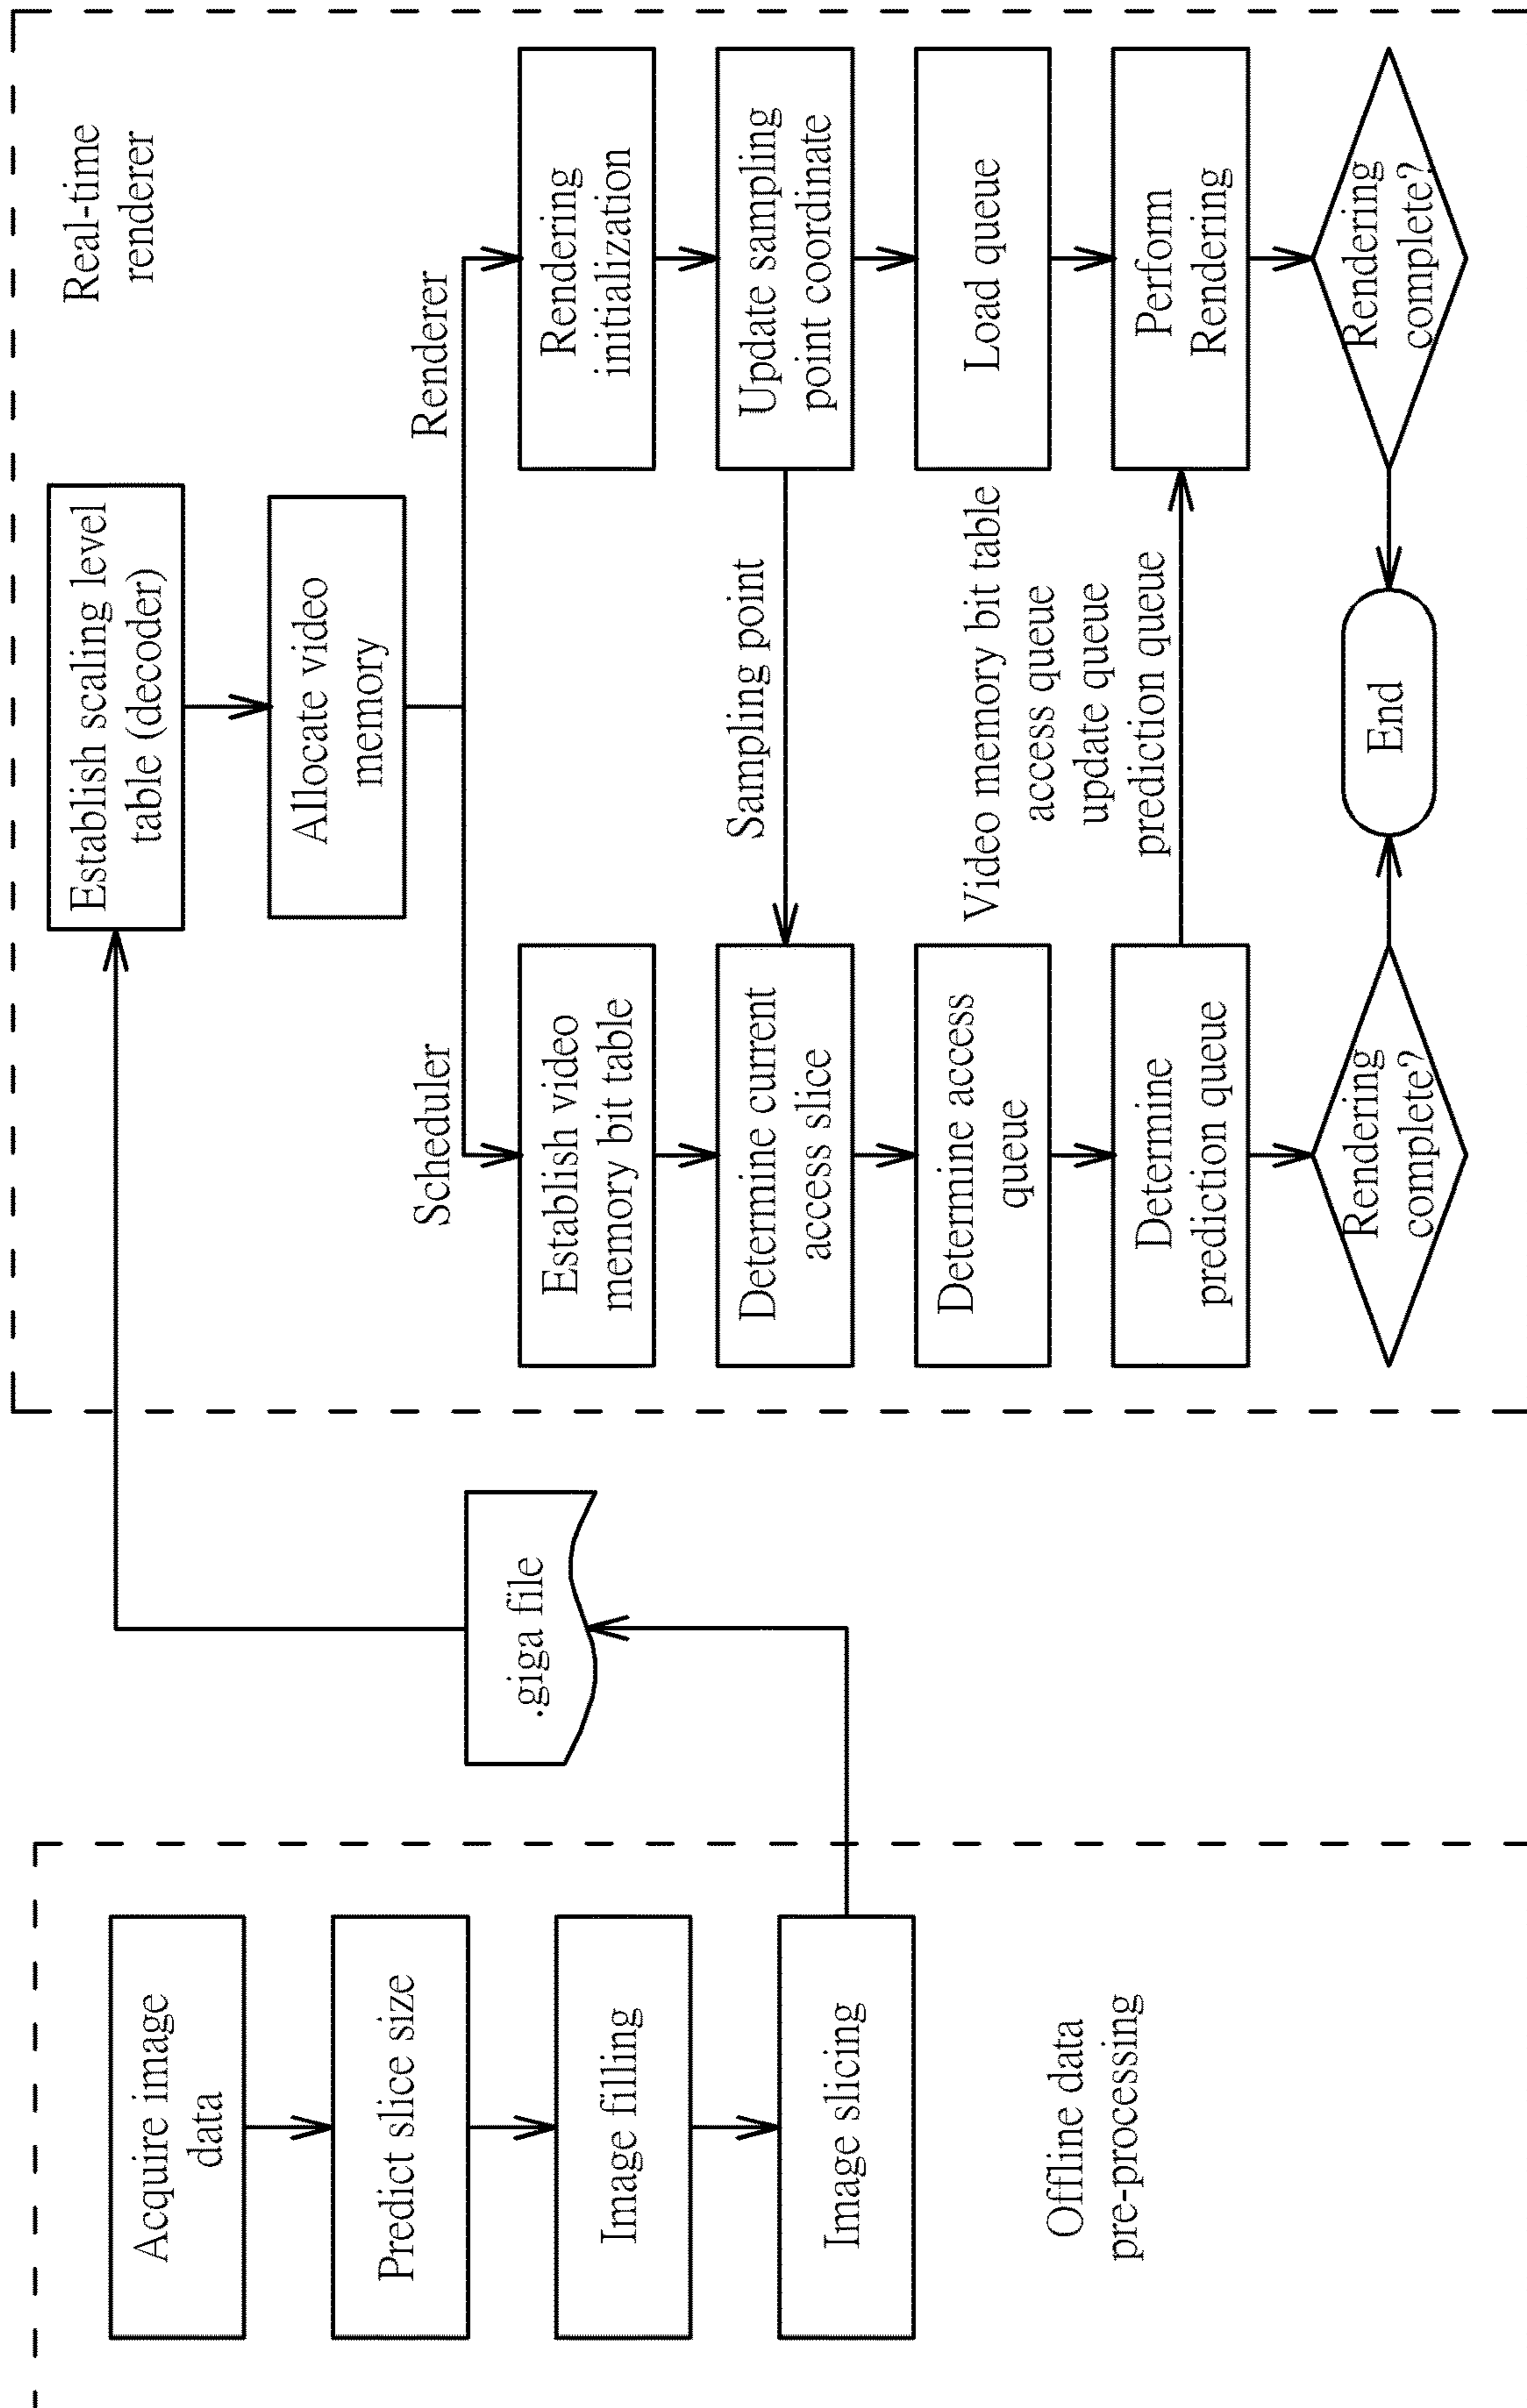 Acquire image
data
Predict slice size
Image filling
Image slicing
Offline data
pre-processing
.giga file
Real-time
renderer
Establish scaling level
table (decoder)
Allocate video
memory
Scheduler
Renderer
Establish video
memory bit table
Determine current
access slice
Determine access
queue
Determine
prediction queue
Rendering
complete?
Sampling point
Video memory bit table
access queue
update queue
prediction queue
End
Rendering
initialization
Update sampling
point coordinate
Load queue
Perform
Rendering
Rendering
complete?